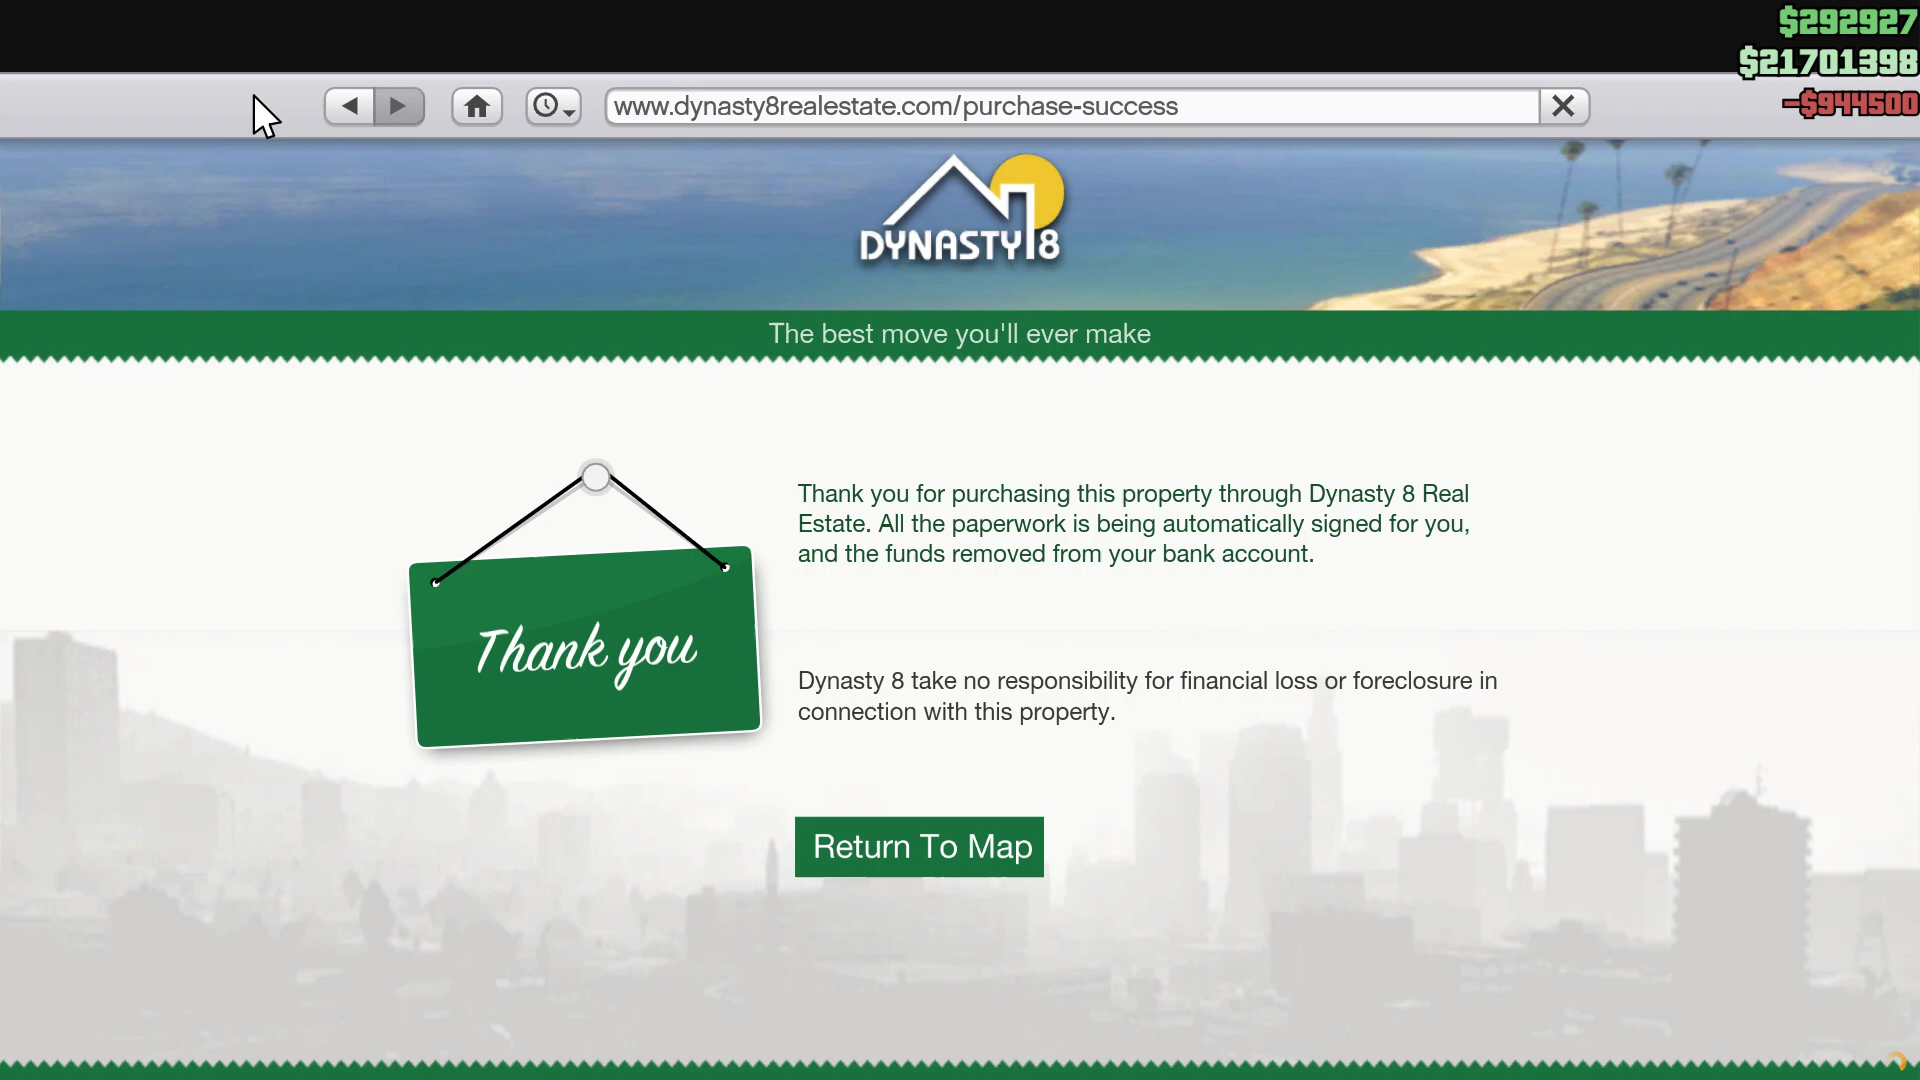 $292927
$21701398
-$944500
www.dynasty8realestate.com/purchase-success
DYNASTY 8
The best move you'll ever make
Thank you for purchasing this property through Dynasty 8 Real
Estate. All the paperwork is being automatically signed for you,
and the funds removed from your bank account.
Thank you
Dynasty 8 take no responsibility for financial loss or foreclosure in
connection with this property.
Return To Map